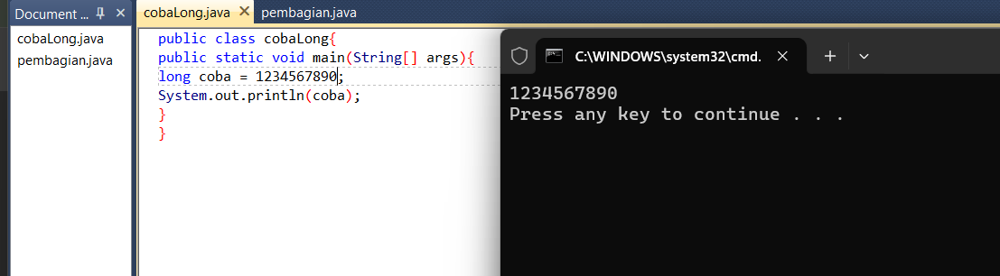 Document ...
cobaLong.java
pembagian.java
cobaLong.java
pembagian.java
public class cobaLong{
public static void main(String[] args){
long coba = 1234567890;
System.out.println(coba);
}
}
C:\WINDOWS\system32\cmd.
1234567890
Press any key to continue . . .